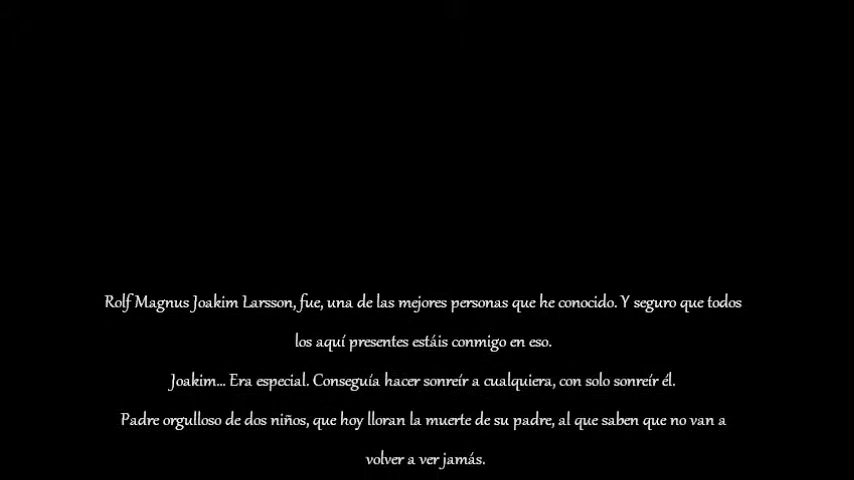 Rolf Magnus Joakim Larsson, fue, una de las mejores personas que he conocido. Y seguro que todos
los aquí presentes estáis conmigo en eso.
Joakim... Era especial. Conseguía hacer sonreír a cualquiera, con solo sonreír él.
Padre orgulloso de dos niños, que hoy lloran la muerte de su padre, al que saben que no van a
volver a ver jamás.